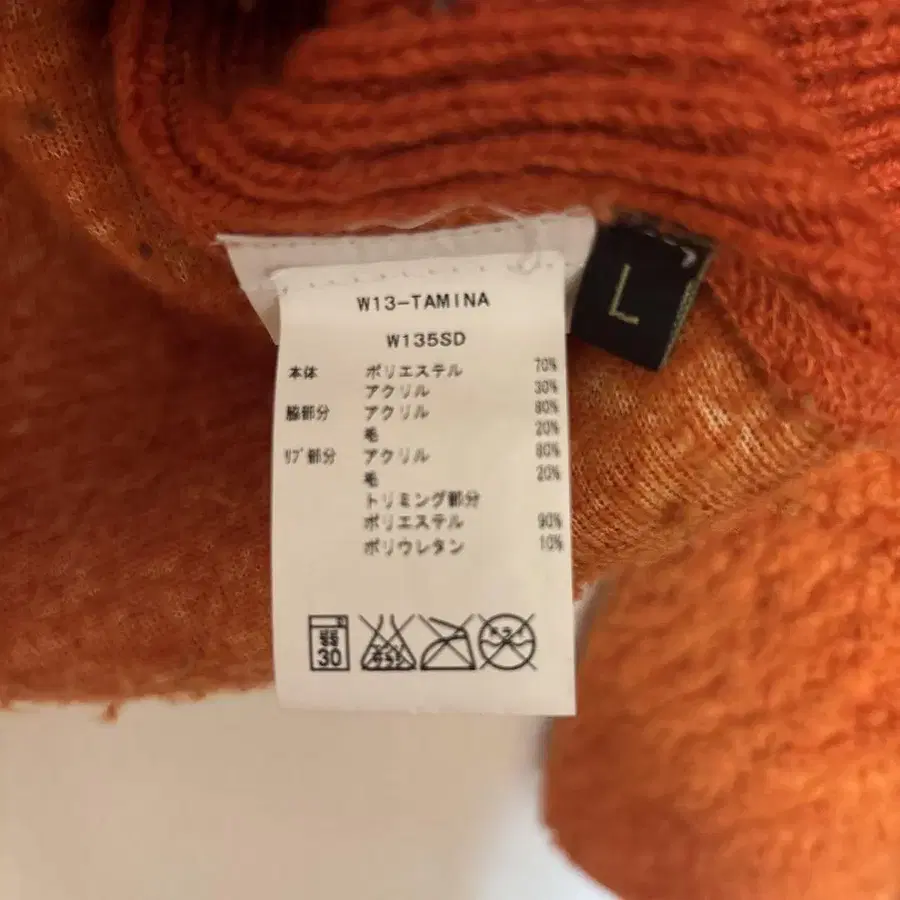 W13-TAMINA
W135SD
本体 ポリエステル 70%
アクリル 30%
脇部分 アクリル 80%
毛 20%
リブ部分 アクリル 80%
毛 20%
トリミング部分
ポリエステル 90%
ポリウレタン 10%
30
L